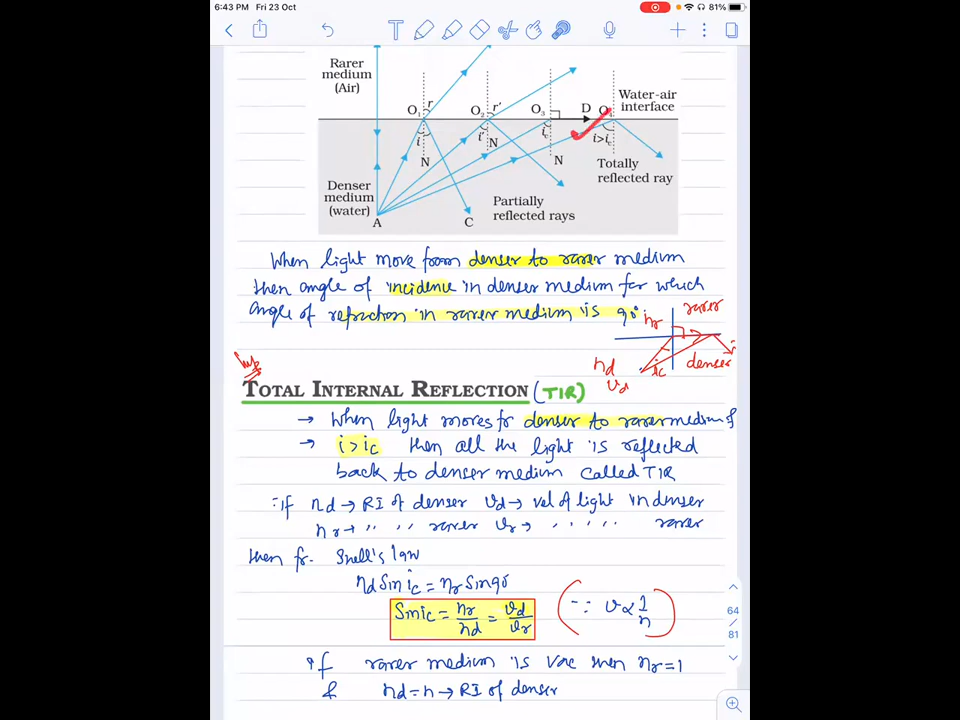 6:43 PM Fri 23 Oct
81%
Rarer
medium
(Air)
O₁ r O₂ r' O₃ D O
Water-air
interface
i i' i_c i>i_c
N N N
Totally
reflected ray
Denser
medium
(water)
Partially
reflected rays
A C
When light move from denser to rarer medium
then angle of incidence in denser medium for which
angle of refraction in rarer medium is 90°
nr rarer
nd ic denser
vd
Imp
TOTAL INTERNAL REFLECTION (TIR)
→ When light moves fr denser to rarer medium &
→ i > ic then all the light is reflected
back to denser medium called TIR
∵ if nd → RI of denser vd → vel of light in denser
nr → ,, ,, rarer vr → ,, ,, ,, rarer
then fr. Snell's law
nd Sin ic = nr Sin 90
Sin ic = nr/nd = vd/vr
(∵ v ∝ 1/n)
if rarer medium is vac then nr = 1
& nd = n → RI of denser
64
/
81